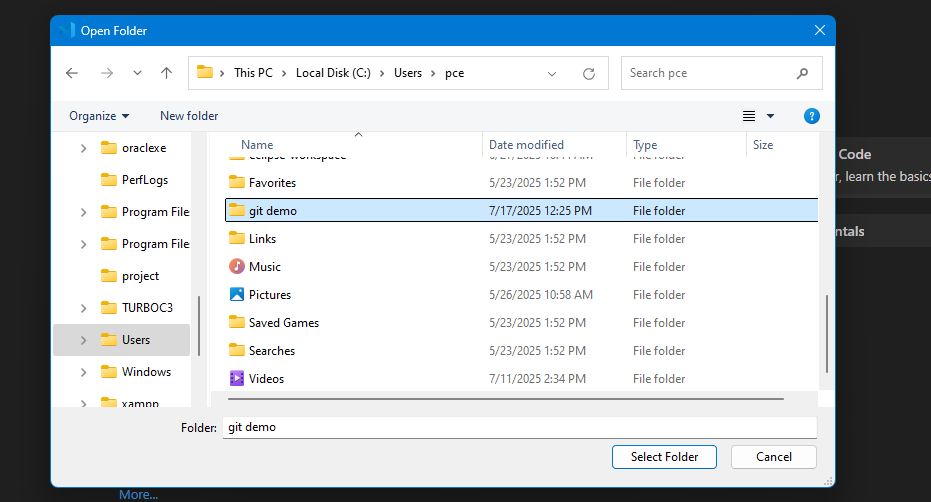 Open Folder
This PC > Local Disk (C:) > Users > pce
Search pce
Organize
New folder
?
Name
Date modified
Type
Size
oraclexe
PerfLogs
Program File
Program File
project
TURBOC3
Users
Windows
xampp
eclipse-workspace
File folder
Favorites 5/23/2025 1:52 PM File folder
git demo 7/17/2025 12:25 PM File folder
Links 5/23/2025 1:52 PM File folder
Music 5/23/2025 1:52 PM File folder
Pictures 5/26/2025 10:58 AM File folder
Saved Games 5/23/2025 1:52 PM File folder
Searches 5/23/2025 1:52 PM File folder
Videos 7/11/2025 2:34 PM File folder
Folder: git demo
Select Folder
Cancel
Code
r, learn the basics
ntals
More...